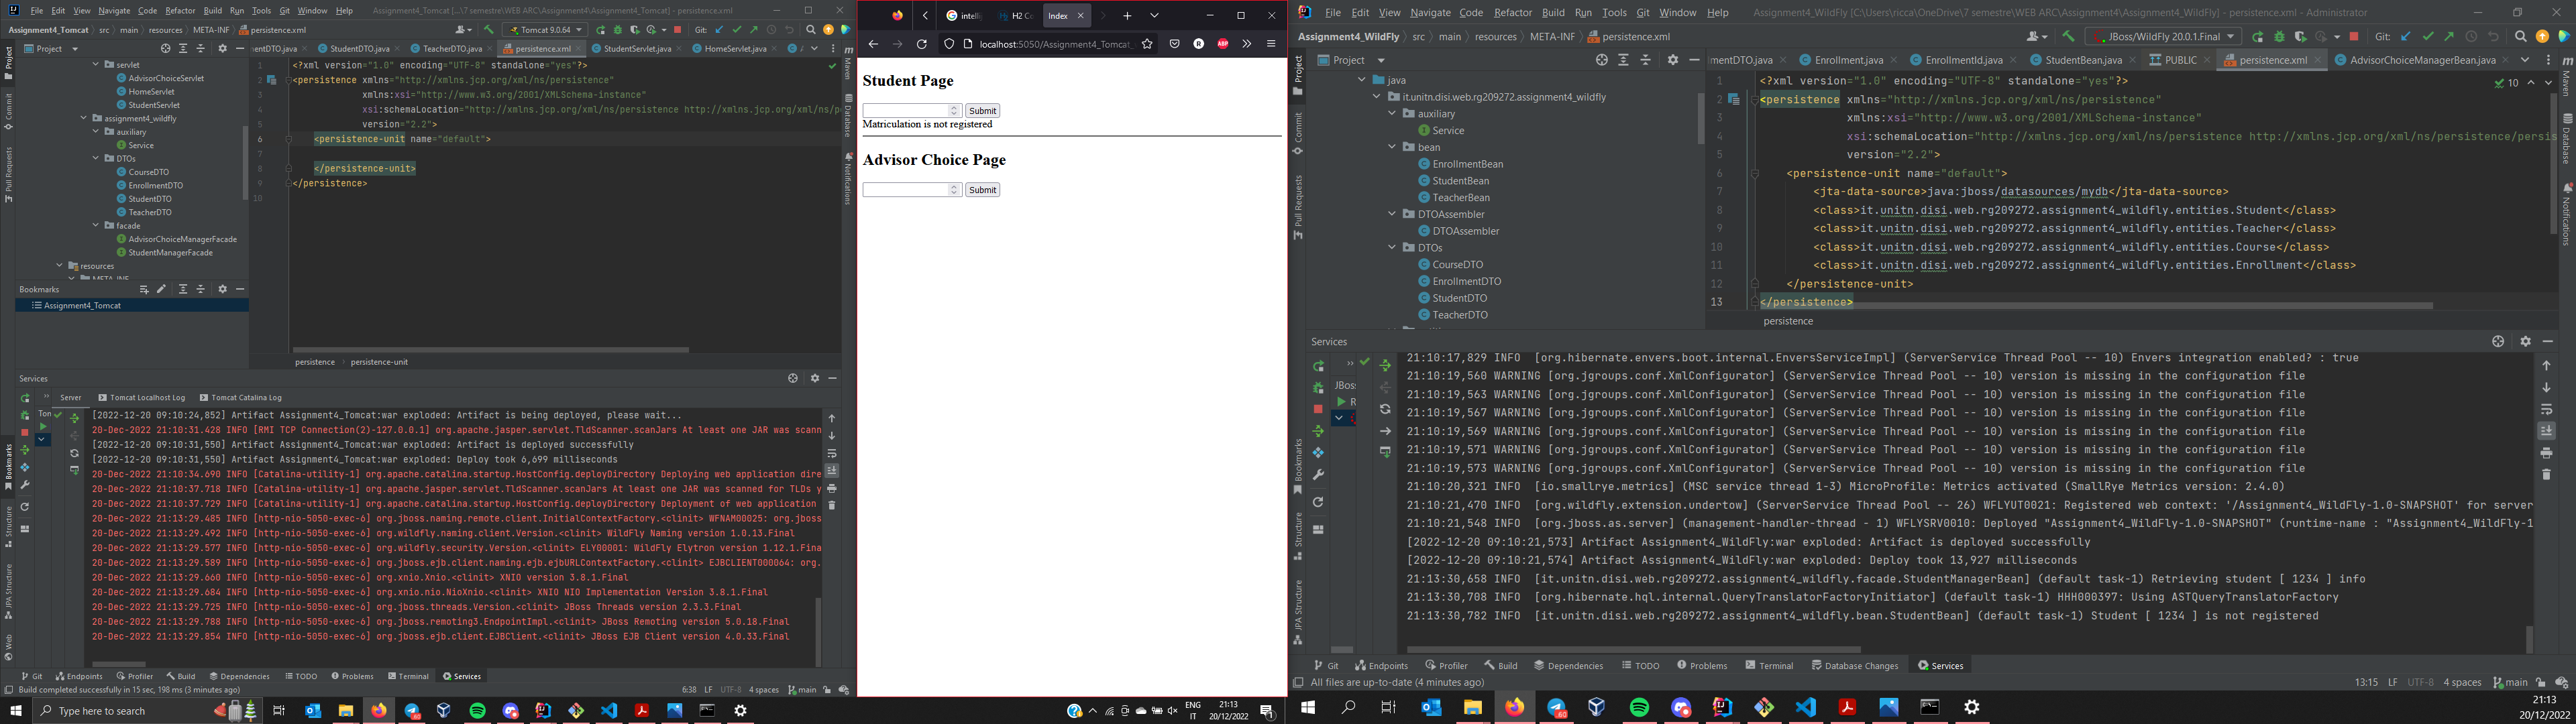 File Edit View Navigate Code Refactor Build Run Tools Git Window Help Assignment4_Tomcat [...\7 semestre\WEB ARC\Assignment4\Assignment4_Tomcat] - persistence.xml
Assignment4_Tomcat src main resources META-INF persistence.xml Tomcat 9.0.64 Git:
Project
servlet
AdvisorChoiceServlet
HomeServlet
StudentServlet
assignment4_wildfly
auxiliary
Service
DTOs
CourseDTO
EnrollmentDTO
StudentDTO
TeacherDTO
facade
AdvisorChoiceManagerFacade
StudentManagerFacade
resources
META-INF
Bookmarks
Assignment4_Tomcat
entDTO.java StudentDTO.java TeacherDTO.java persistence.xml StudentServlet.java HomeServlet.java
1 <?xml version="1.0" encoding="UTF-8" standalone="yes"?>
2 <persistence xmlns="http://xmlns.jcp.org/xml/ns/persistence"
3 xmlns:xsi="http://www.w3.org/2001/XMLSchema-instance"
4 xsi:schemaLocation="http://xmlns.jcp.org/xml/ns/persistence http://xmlns.jcp.org/xml/ns/p
5 version="2.2">
6 <persistence-unit name="default">
7
8 </persistence-unit>
9 </persistence>
10
persistence persistence-unit
Services
Server Tomcat Localhost Log Tomcat Catalina Log
[2022-12-20 09:10:24,852] Artifact Assignment4_Tomcat:war exploded: Artifact is being deployed, please wait...
20-Dec-2022 21:10:31.428 INFO [RMI TCP Connection(2)-127.0.0.1] org.apache.jasper.servlet.TldScanner.scanJars At least one JAR was scann
[2022-12-20 09:10:31,550] Artifact Assignment4_Tomcat:war exploded: Artifact is deployed successfully
[2022-12-20 09:10:31,550] Artifact Assignment4_Tomcat:war exploded: Deploy took 6,699 milliseconds
20-Dec-2022 21:10:34.690 INFO [Catalina-utility-1] org.apache.catalina.startup.HostConfig.deployDirectory Deploying web application dire
20-Dec-2022 21:10:37.718 INFO [Catalina-utility-1] org.apache.jasper.servlet.TldScanner.scanJars At least one JAR was scanned for TLDs y
20-Dec-2022 21:10:37.729 INFO [Catalina-utility-1] org.apache.catalina.startup.HostConfig.deployDirectory Deployment of web application
20-Dec-2022 21:13:29.485 INFO [http-nio-5050-exec-6] org.jboss.naming.remote.client.InitialContextFactory.<clinit> WFNAM00025: org.jboss
20-Dec-2022 21:13:29.492 INFO [http-nio-5050-exec-6] org.wildfly.naming.client.Version.<clinit> WildFly Naming version 1.0.13.Final
20-Dec-2022 21:13:29.577 INFO [http-nio-5050-exec-6] org.wildfly.security.Version.<clinit> ELY00001: WildFly Elytron version 1.12.1.Fina
20-Dec-2022 21:13:29.589 INFO [http-nio-5050-exec-6] org.jboss.ejb.client.naming.ejb.ejbURLContextFactory.<clinit> EJBCLIENT000064: org.
20-Dec-2022 21:13:29.660 INFO [http-nio-5050-exec-6] org.xnio.Xnio.<clinit> XNIO version 3.8.1.Final
20-Dec-2022 21:13:29.684 INFO [http-nio-5050-exec-6] org.xnio.nio.NioXnio.<clinit> XNIO NIO Implementation Version 3.8.1.Final
20-Dec-2022 21:13:29.725 INFO [http-nio-5050-exec-6] org.jboss.threads.Version.<clinit> JBoss Threads version 2.3.3.Final
20-Dec-2022 21:13:29.788 INFO [http-nio-5050-exec-6] org.jboss.remoting3.EndpointImpl.<clinit> JBoss Remoting version 5.0.18.Final
20-Dec-2022 21:13:29.854 INFO [http-nio-5050-exec-6] org.jboss.ejb.client.EJBClient.<clinit> JBoss EJB Client version 4.0.33.Final
Git Endpoints Profiler Build Dependencies TODO Problems Terminal Services
Build completed successfully in 15 sec, 198 ms (3 minutes ago) 6:38 LF UTF-8 4 spaces main
Type here to search ENG IT 21:13 20/12/2022
intellij H2 Co Index
localhost:5050/Assignment4_Tomcat_
Student Page
Submit
Matriculation is not registered
Advisor Choice Page
Submit
File Edit View Navigate Code Refactor Build Run Tools Git Window Help Assignment4_WildFly [C:\Users\ricca\OneDrive\7 semestre\WEB ARC\Assignment4\Assignment4_WildFly] - persistence.xml - Administrator
Assignment4_WildFly src main resources META-INF persistence.xml JBoss/WildFly 20.0.1.Final Git:
Project
java
it.unitn.disi.web.rg209272.assignment4_wildfly
auxiliary
Service
bean
EnrollmentBean
StudentBean
TeacherBean
DTOAssembler
DTOAssembler
DTOs
CourseDTO
EnrollmentDTO
StudentDTO
TeacherDTO
mentDTO.java Enrollment.java EnrollmentId.java StudentBean.java PUBLIC persistence.xml AdvisorChoiceManagerBean.java
1 <?xml version="1.0" encoding="UTF-8" standalone="yes"?>
2 <persistence xmlns="http://xmlns.jcp.org/xml/ns/persistence"
3 xmlns:xsi="http://www.w3.org/2001/XMLSchema-instance"
4 xsi:schemaLocation="http://xmlns.jcp.org/xml/ns/persistence http://xmlns.jcp.org/xml/ns/persistence/pers
5 version="2.2">
6 <persistence-unit name="default">
7 <jta-data-source>java:jboss/datasources/mydb</jta-data-source>
8 <class>it.unitn.disi.web.rg209272.assignment4_wildfly.entities.Student</class>
9 <class>it.unitn.disi.web.rg209272.assignment4_wildfly.entities.Teacher</class>
10 <class>it.unitn.disi.web.rg209272.assignment4_wildfly.entities.Course</class>
11 <class>it.unitn.disi.web.rg209272.assignment4_wildfly.entities.Enrollment</class>
12 </persistence-unit>
13 </persistence>
persistence
Services
21:10:17,829 INFO [org.hibernate.envers.boot.internal.EnversServiceImpl] (ServerService Thread Pool -- 10) Envers integration enabled? : true
21:10:19,560 WARNING [org.jgroups.conf.XmlConfigurator] (ServerService Thread Pool -- 10) version is missing in the configuration file
21:10:19,563 WARNING [org.jgroups.conf.XmlConfigurator] (ServerService Thread Pool -- 10) version is missing in the configuration file
21:10:19,567 WARNING [org.jgroups.conf.XmlConfigurator] (ServerService Thread Pool -- 10) version is missing in the configuration file
21:10:19,569 WARNING [org.jgroups.conf.XmlConfigurator] (ServerService Thread Pool -- 10) version is missing in the configuration file
21:10:19,571 WARNING [org.jgroups.conf.XmlConfigurator] (ServerService Thread Pool -- 10) version is missing in the configuration file
21:10:19,573 WARNING [org.jgroups.conf.XmlConfigurator] (ServerService Thread Pool -- 10) version is missing in the configuration file
21:10:20,321 INFO [io.smallrye.metrics] (MSC service thread 1-3) MicroProfile: Metrics activated (SmallRye Metrics version: 2.4.0)
21:10:21,470 INFO [org.wildfly.extension.undertow] (ServerService Thread Pool -- 26) WFLYUT0021: Registered web context: '/Assignment4_WildFly-1.0-SNAPSHOT' for server
21:10:21,548 INFO [org.jboss.as.server] (management-handler-thread - 1) WFLYSRV0010: Deployed "Assignment4_WildFly-1.0-SNAPSHOT" (runtime-name : "Assignment4_WildFly-1
[2022-12-20 09:10:21,573] Artifact Assignment4_WildFly:war exploded: Artifact is deployed successfully
[2022-12-20 09:10:21,574] Artifact Assignment4_WildFly:war exploded: Deploy took 13,927 milliseconds
21:13:30,658 INFO [it.unitn.disi.web.rg209272.assignment4_wildfly.facade.StudentManagerBean] (default task-1) Retrieving student [ 1234 ] info
21:13:30,708 INFO [org.hibernate.hql.internal.QueryTranslatorFactoryInitiator] (default task-1) HHH000397: Using ASTQueryTranslatorFactory
21:13:30,782 INFO [it.unitn.disi.web.rg209272.assignment4_wildfly.bean.StudentBean] (default task-1) Student [ 1234 ] is not registered
Git Endpoints Profiler Build Dependencies TODO Problems Terminal Database Changes Services
All files are up-to-date (4 minutes ago) 13:15 LF UTF-8 4 spaces main
21:13
20/12/2022